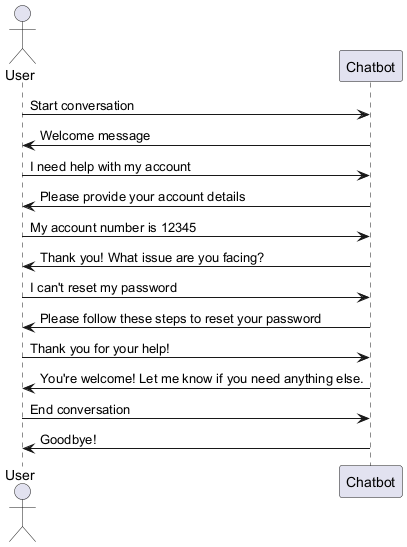 User
Chatbot
Start conversation
Welcome message
I need help with my account
Please provide your account details
My account number is 12345
Thank you! What issue are you facing?
I can't reset my password
Please follow these steps to reset your password
Thank you for your help!
You're welcome! Let me know if you need anything else.
End conversation
Goodbye!
User
Chatbot